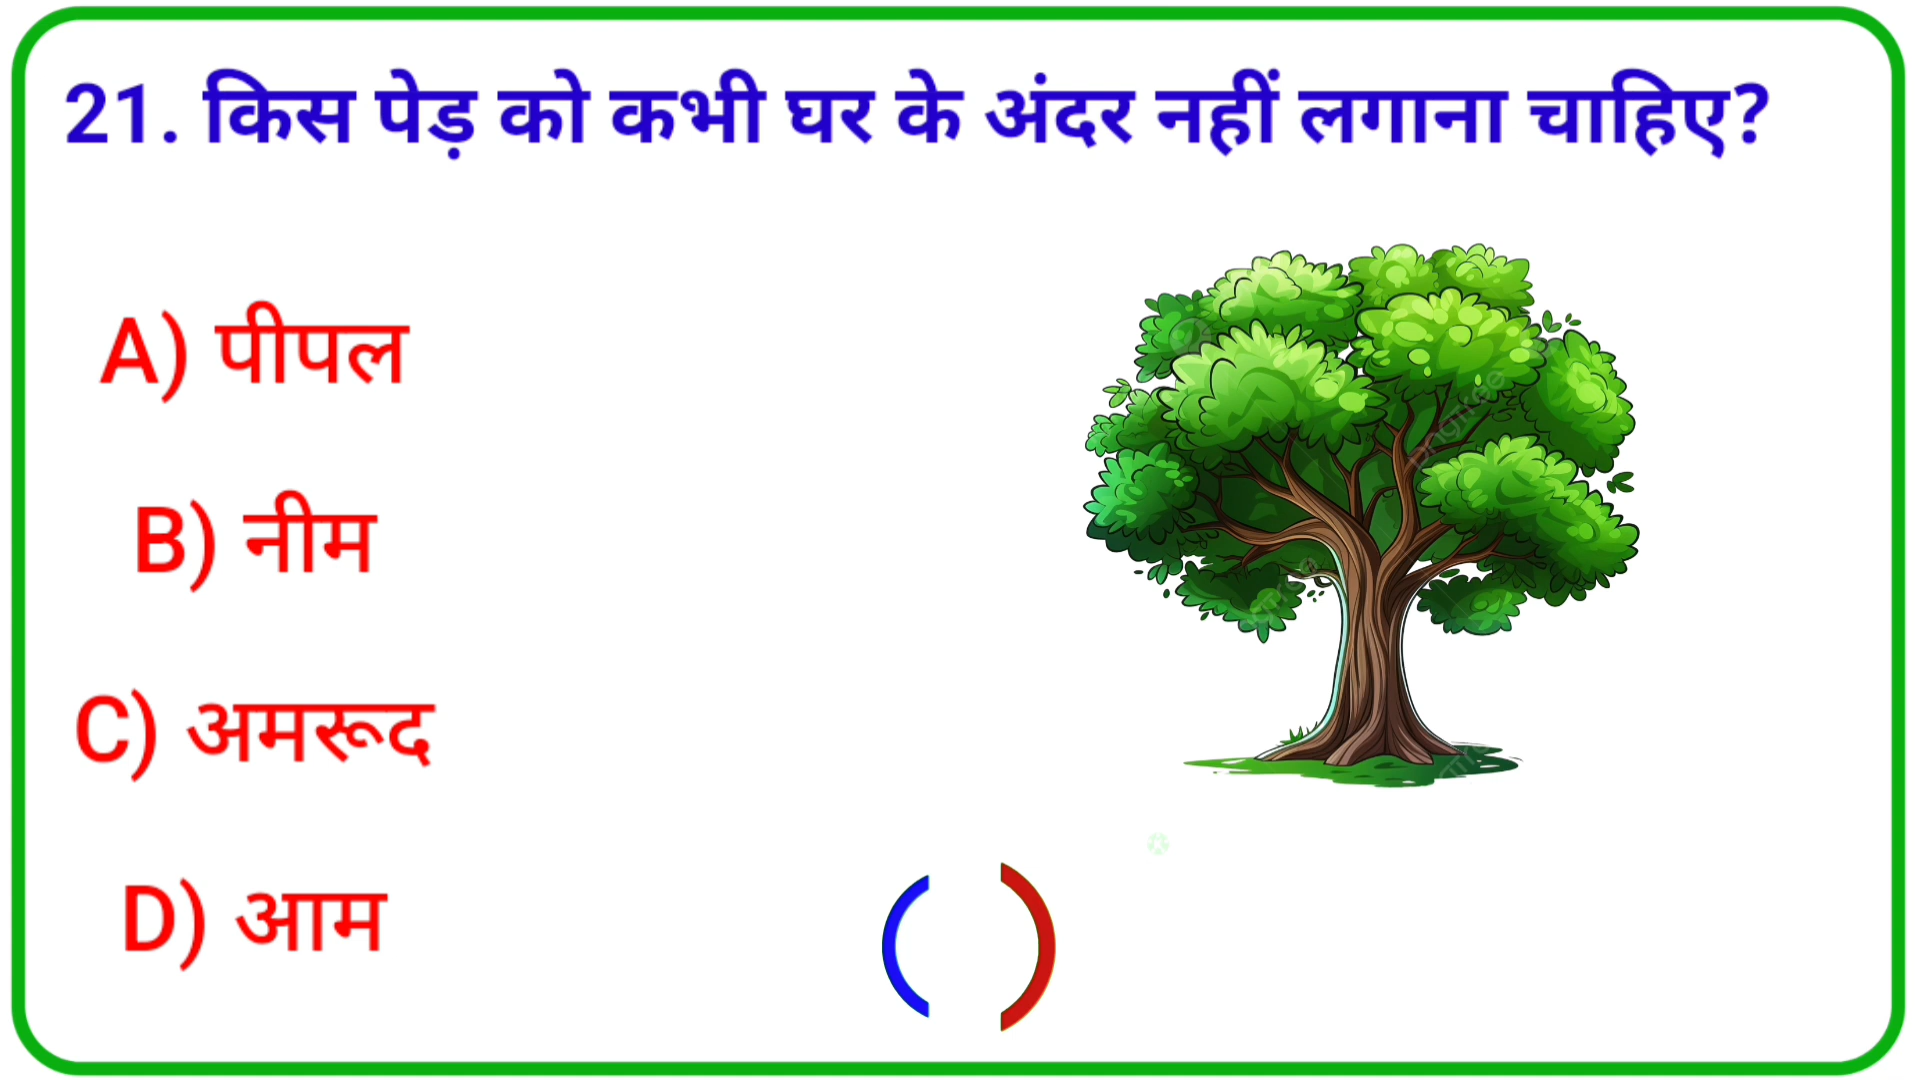 21. किस पेड़ को कभी घर के अंदर नहीं लगाना चाहिए?
A) पीपल
B) नीम
C) अमरूद
D) आम